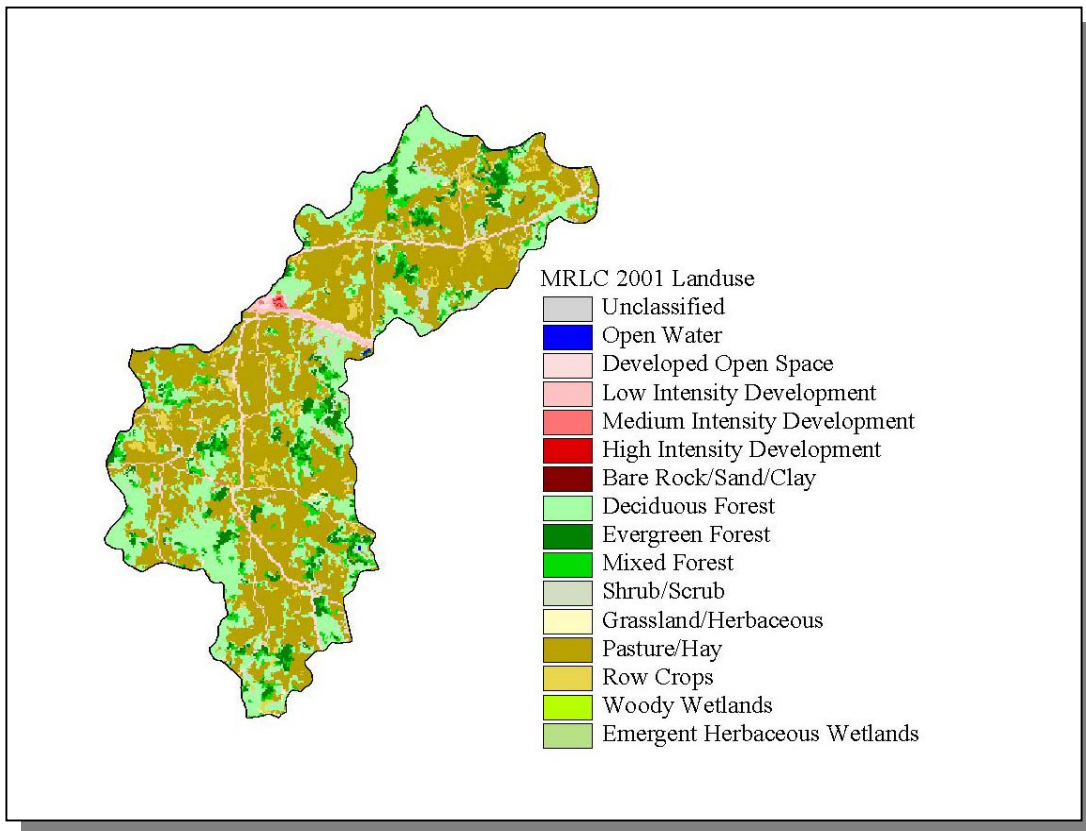 MRLC 2001 Landuse
Unclassified
Open Water
Developed Open Space
Low Intensity Development
Medium Intensity Development
High Intensity Development
Bare Rock/Sand/Clay
Deciduous Forest
Evergreen Forest
Mixed Forest
Shrub/Scrub
Grassland/Herbaceous
Pasture/Hay
Row Crops
Woody Wetlands
Emergent Herbaceous Wetlands